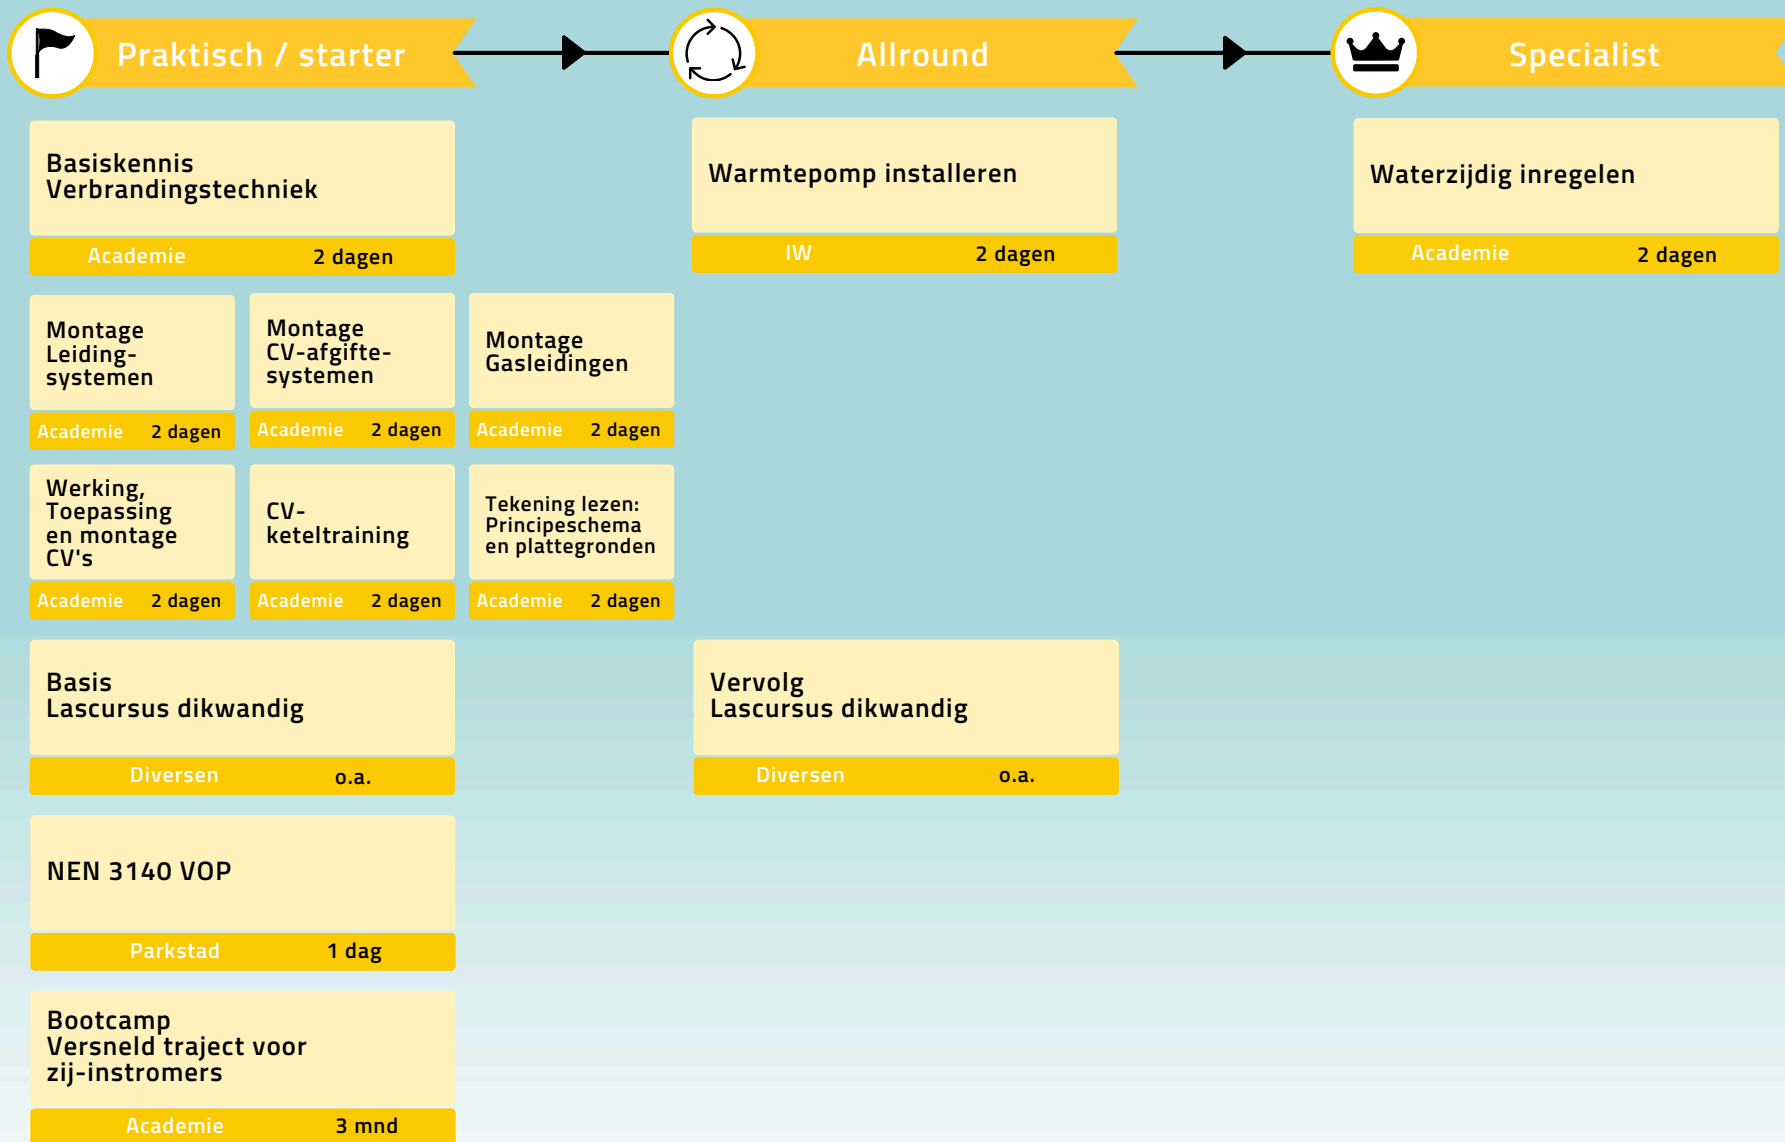 Praktisch / starter
Allround
Specialist
Basiskennis
Verbrandingstechniek
Academie 2 dagen
Warmtepomp installeren
IW 2 dagen
Waterzijdig inregelen
Academie 2 dagen
Montage
Leiding-
systemen
Academie 2 dagen
Montage
CV-afgifte-
systemen
Academie 2 dagen
Montage
Gasleidingen
Academie 2 dagen
Werking,
Toepassing
en montage
CV's
Academie 2 dagen
CV-
keteltraining
Academie 2 dagen
Tekening lezen:
Principeschema
en plattegronden
Academie 2 dagen
Basis
Lascursus dikwandig
Diversen o.a.
Vervolg
Lascursus dikwandig
Diversen o.a.
NEN 3140 VOP
Parkstad 1 dag
Bootcamp
Versneld traject voor
zij-instromers
Academie 3 mnd